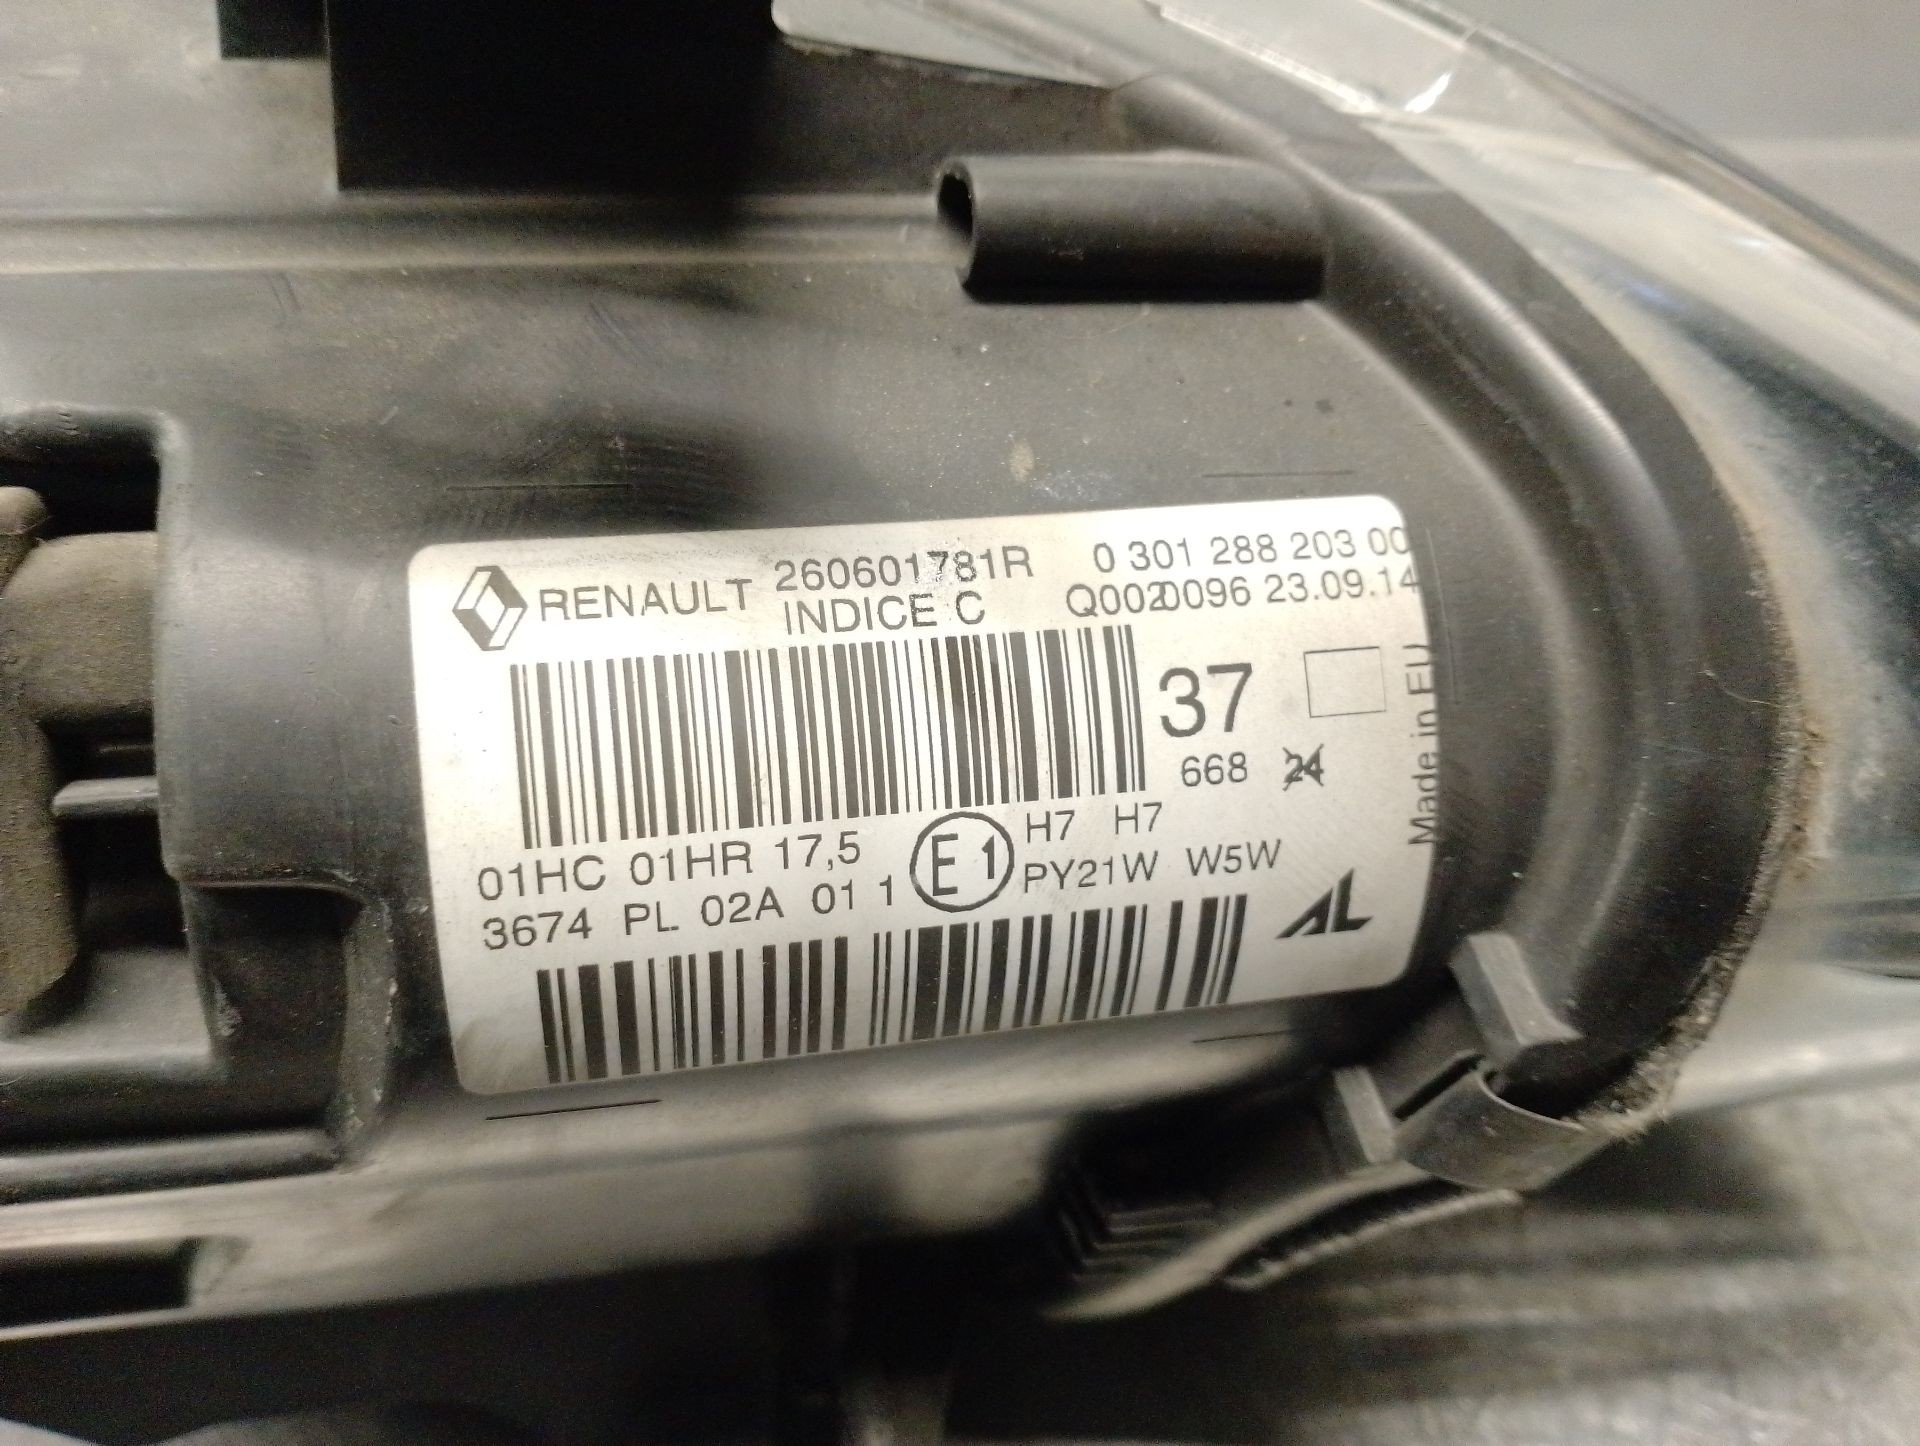 RENAULT 260601781R 0 301 288 203 00
INDICE C Q0020096 23.09.14
37
668 24
Made in EU
01HC 01HR 17,5 E1 H7 H7
3674 PL 02A 01 1 PY21W W5W
AL